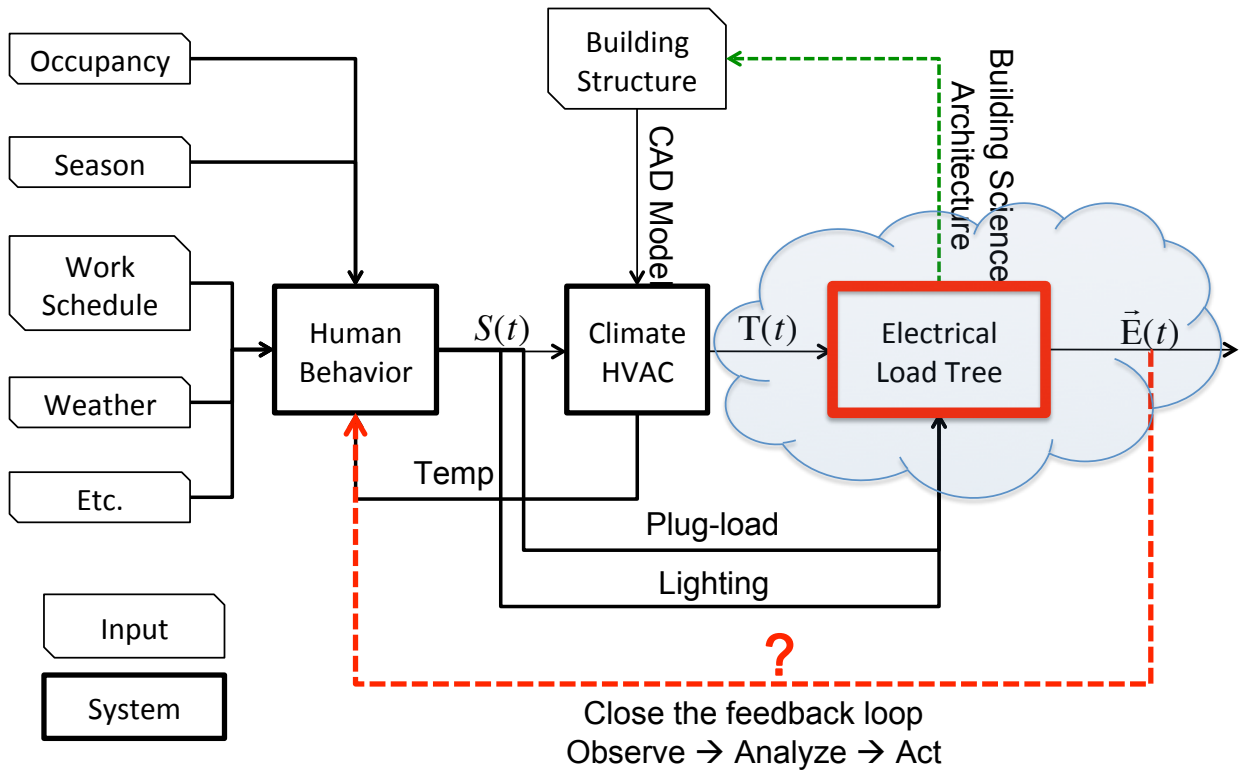 Occupancy
Season
Work
Schedule
Weather
Etc.
Input
System
Human
Behavior
S(t)
Building
Structure
CAD Model
Climate
HVAC
T(t)
Building Science
Architecture
Electrical
Load Tree
E⃗(t)
Temp
Plug-load
Lighting
?
Close the feedback loop
Observe → Analyze → Act